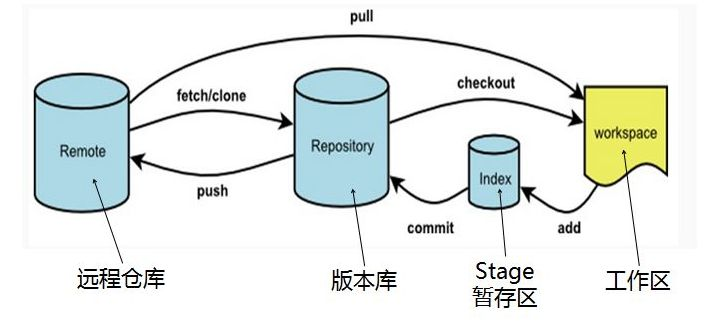 pull
fetch/clone
checkout
Remote
Repository
workspace
Index
push
commit
add
远程仓库
版本库
Stage
暂存区
工作区